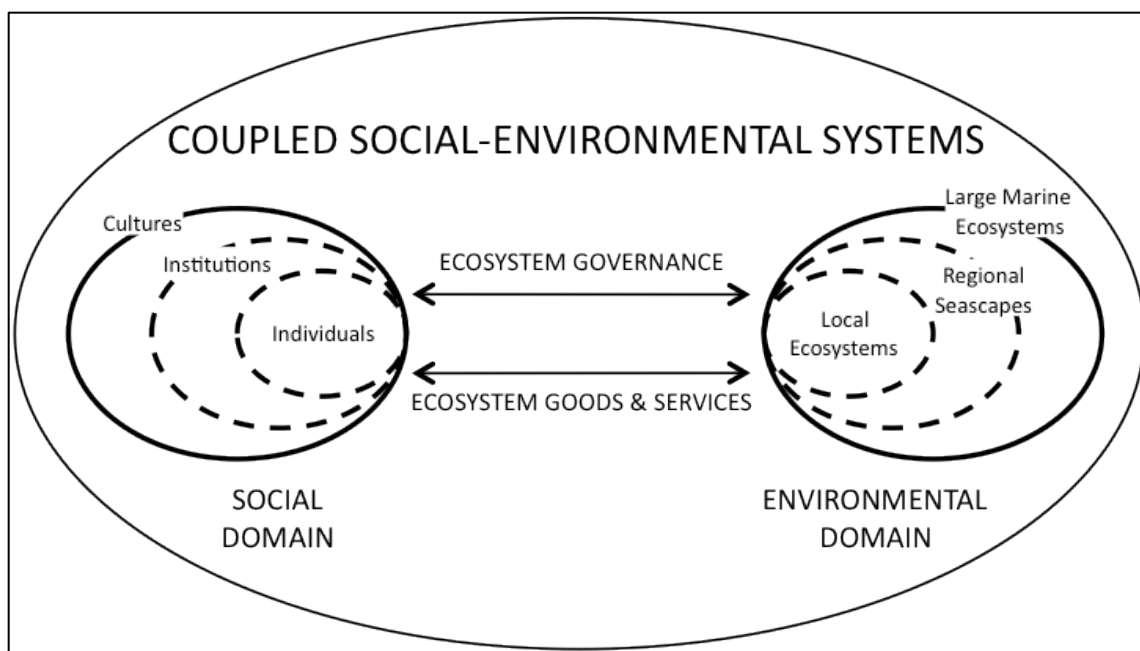 COUPLED SOCIAL-ENVIRONMENTAL SYSTEMS
Cultures
Institutions
Individuals
ECOSYSTEM GOVERNANCE
ECOSYSTEM GOODS & SERVICES
Large Marine
Ecosystems
Regional
Seascapes
Local
Ecosystems
SOCIAL
DOMAIN
ENVIRONMENTAL
DOMAIN